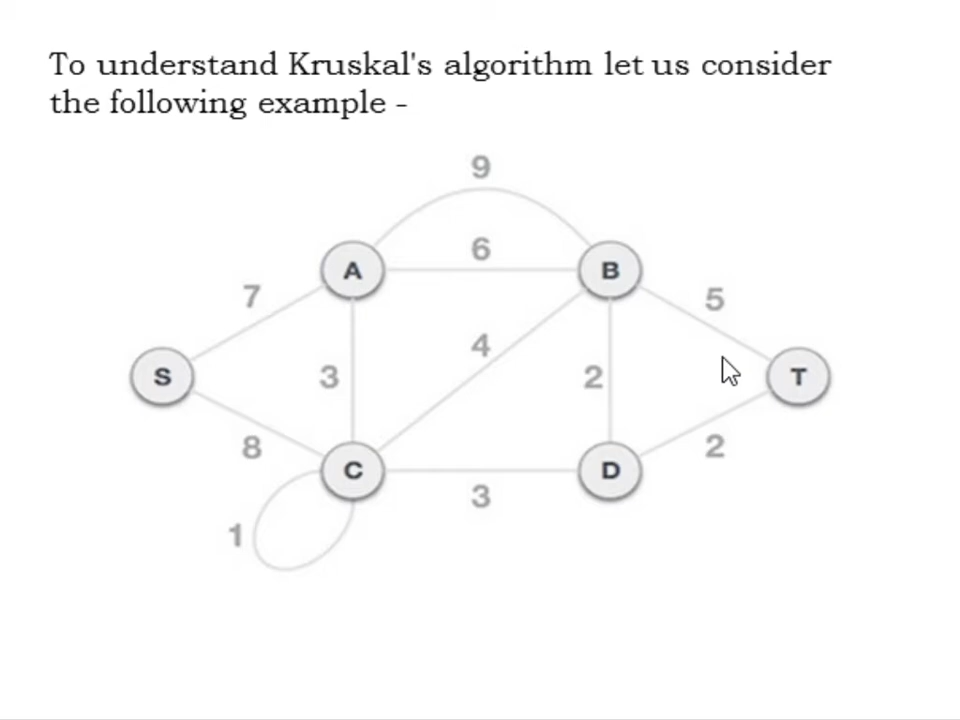 To understand Kruskal's algorithm let us consider
the following example -
9
A
6
B
7
5
S
3
4
2
T
8
C
3
D
2
1